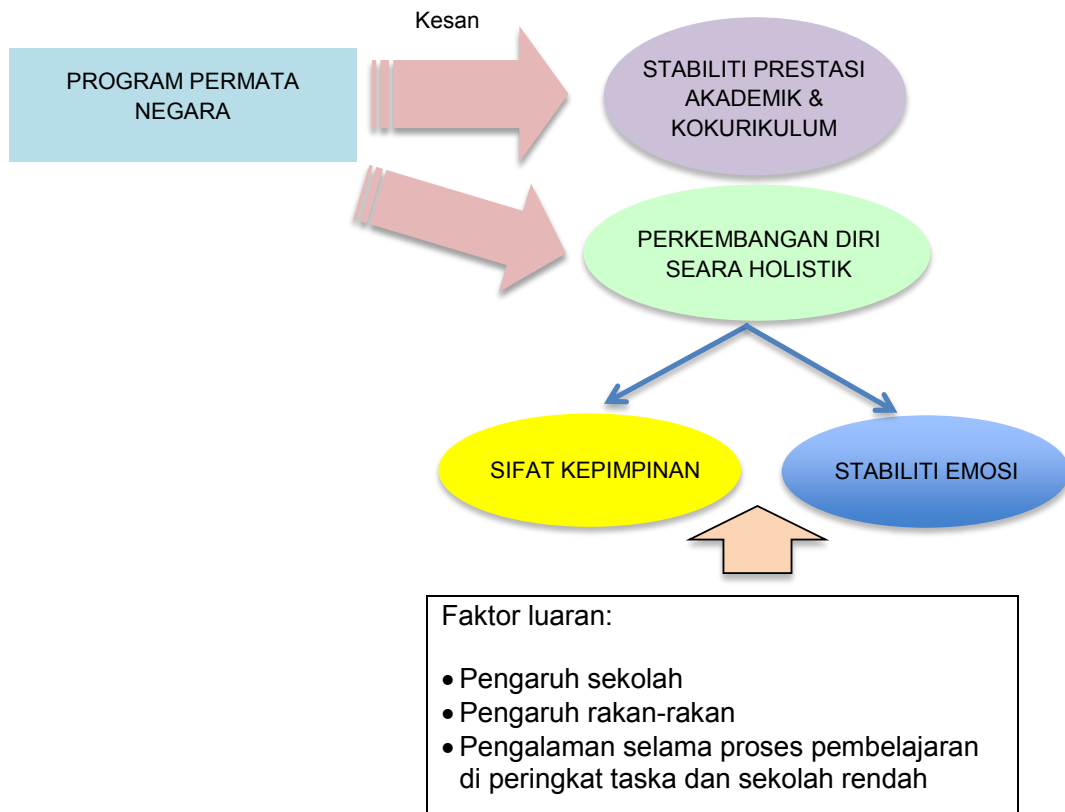 Kesan
PROGRAM PERMATA
NEGARA
STABILITI PRESTASI
AKADEMIK &
KOKURIKULUM
PERKEMBANGAN DIRI
SEARA HOLISTIK
SIFAT KEPIMPINAN
STABILITI EMOSI
Faktor luaran:
• Pengaruh sekolah
• Pengaruh rakan-rakan
• Pengalaman selama proses pembelajaran
di peringkat taska dan sekolah rendah